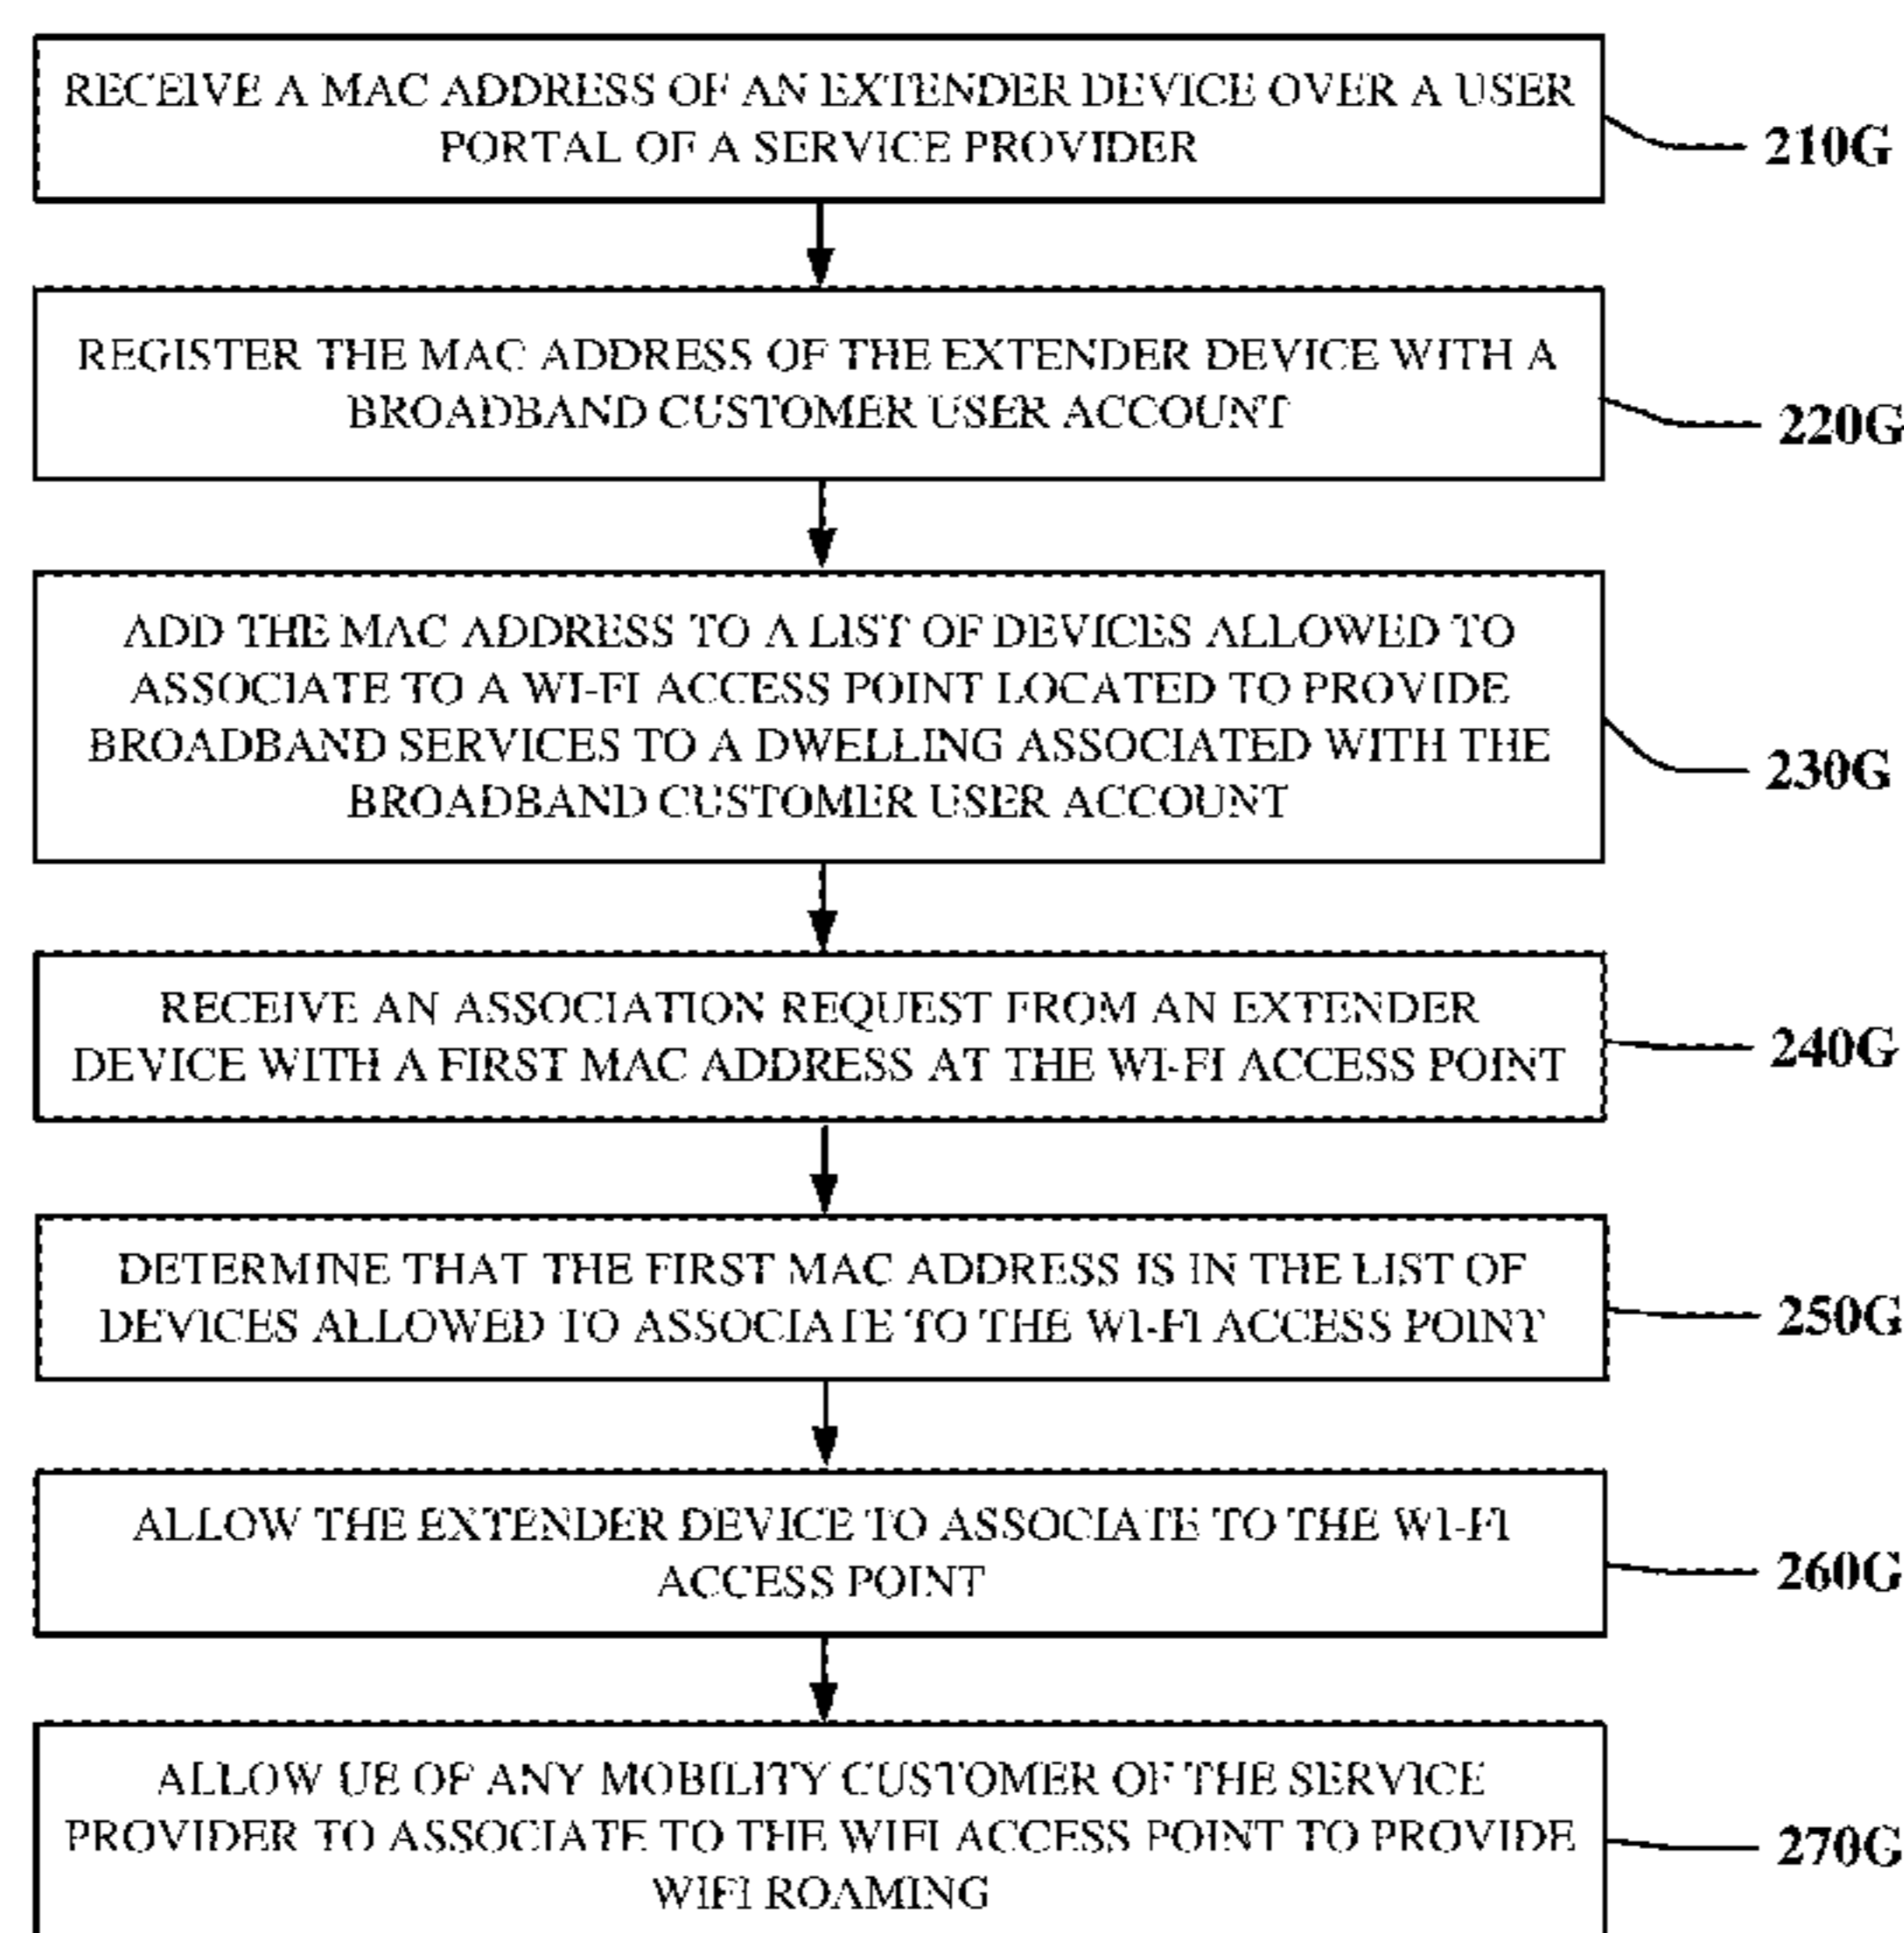 RECEIVE A MAC ADDRESS OF AN EXTENDER DEVICE OVER A USER
PORTAL OF A SERVICE PROVIDER
210G
REGISTER THE MAC ADDRESS OF THE EXTENDER DEVICE WITH A
BROADBAND CUSTOMER USER ACCOUNT
220G
ADD THE MAC ADDRESS TO A LIST OF DEVICES ALLOWED TO
ASSOCIATE TO A WI-FI ACCESS POINT LOCATED TO PROVIDE
BROADBAND SERVICES TO A DWELLING ASSOCIATED WITH THE
BROADBAND CUSTOMER USER ACCOUNT
230G
RECEIVE AN ASSOCIATION REQUEST FROM AN EXTENDER
DEVICE WITH A FIRST MAC ADDRESS AT THE WI-FI ACCESS POINT
240G
DETERMINE THAT THE FIRST MAC ADDRESS IS IN THE LIST OF
DEVICES ALLOWED TO ASSOCIATE TO THE WI-FI ACCESS POINT
250G
ALLOW THE EXTENDER DEVICE TO ASSOCIATE TO THE WI-FI
ACCESS POINT
260G
ALLOW UE OF ANY MOBILITY CUSTOMER OF THE SERVICE
PROVIDER TO ASSOCIATE TO THE WIFI ACCESS POINT TO PROVIDE
WIFI ROAMING
270G